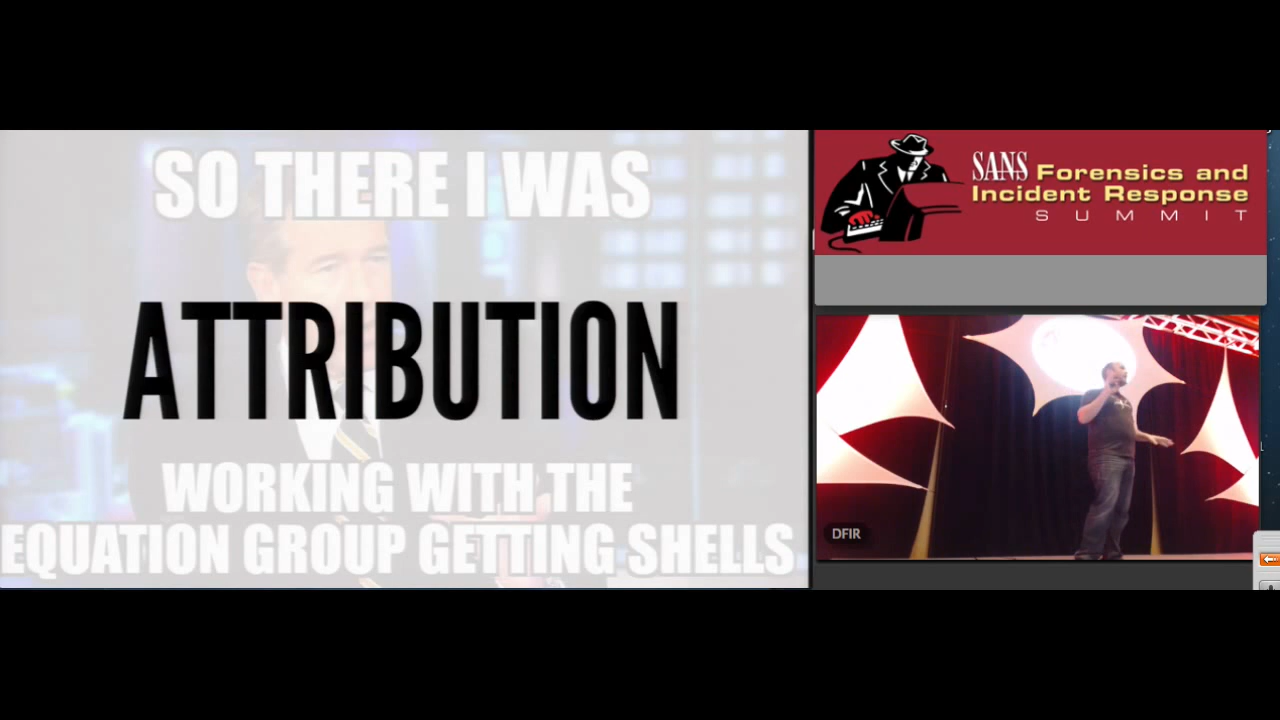 SO THERE I WAS
ATTRIBUTION
WORKING WITH THE
EQUATION GROUP GETTING SHELLS
SANS Forensics and
Incident Response
SUMMIT
DFIR